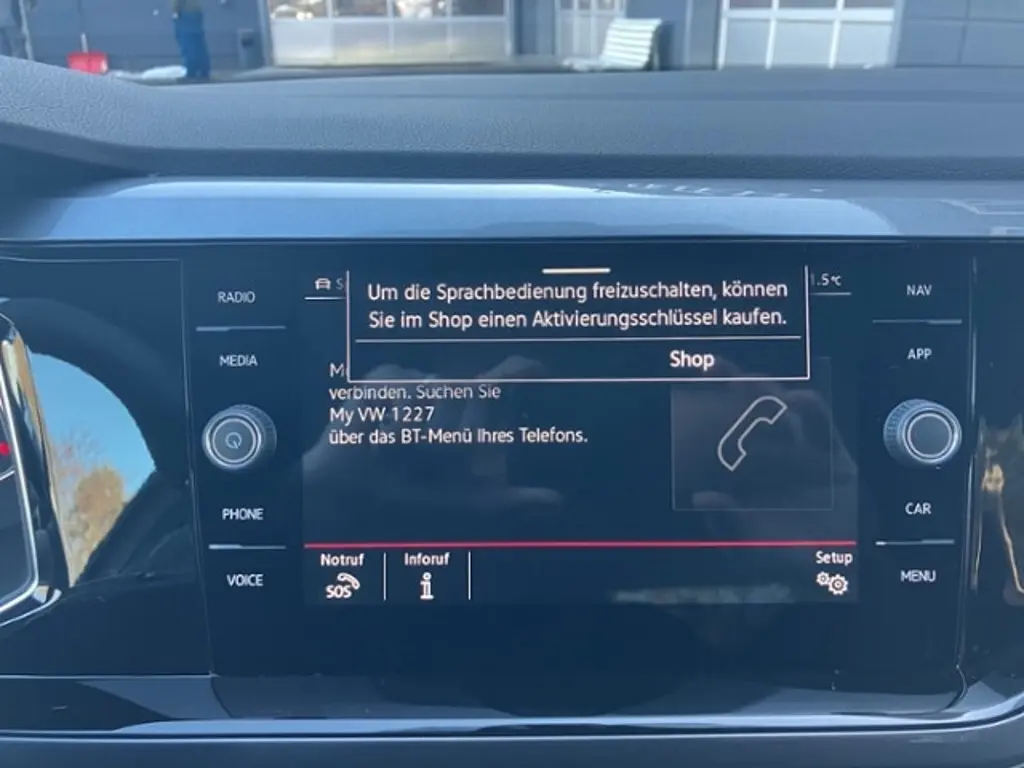 RADIO
MEDIA
PHONE
VOICE
Um die Sprachbedienung freizuschalten, können
Sie im Shop einen Aktivierungsschlüssel kaufen.
Shop
verbinden. Suchen Sie
My VW 1227
über das BT-Menü Ihres Telefons.
Notruf
SOS
Inforuf
i
Setup
NAV
APP
CAR
MENU